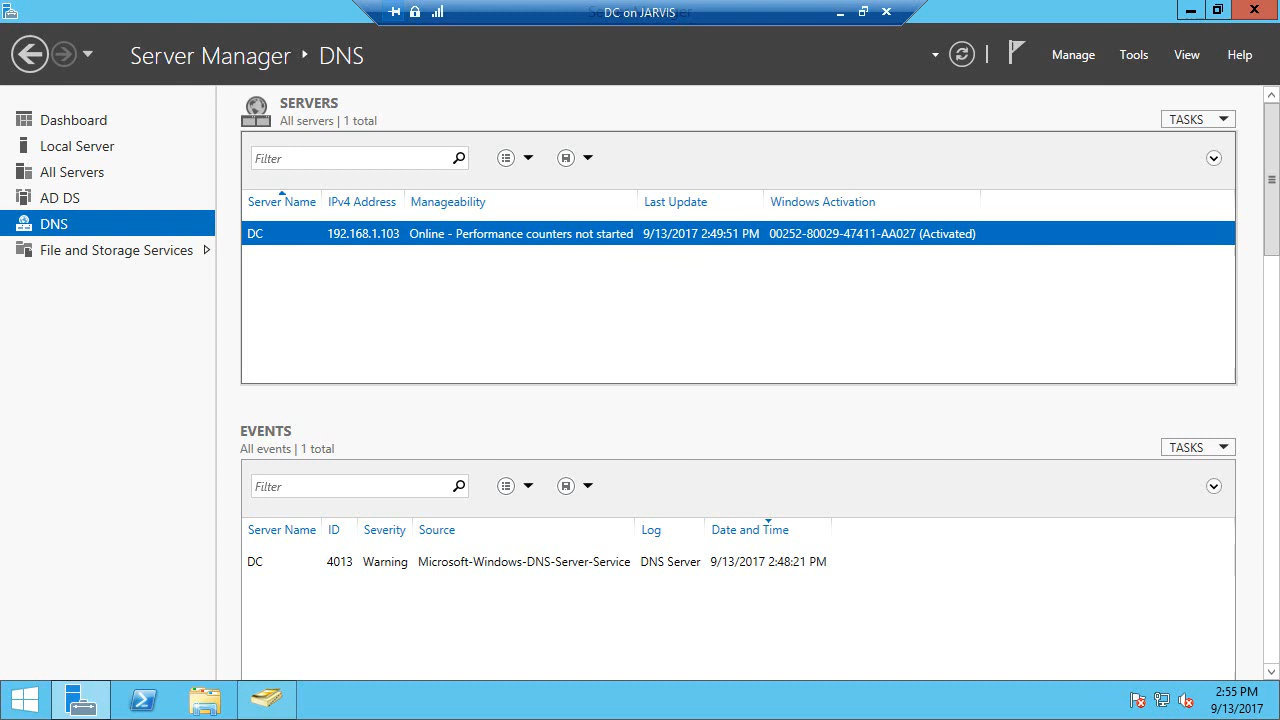 DC on JARVIS
Server Manager ‣ DNS
Manage Tools View Help
Dashboard
Local Server
All Servers
AD DS
DNS
File and Storage Services
SERVERS
All servers | 1 total
TASKS
Filter
Server Name IPv4 Address Manageability Last Update Windows Activation
DC 192.168.1.103 Online - Performance counters not started 9/13/2017 2:49:51 PM 00252-80029-47411-AA027 (Activated)
EVENTS
All events | 1 total
TASKS
Filter
Server Name ID Severity Source Log Date and Time
DC 4013 Warning Microsoft-Windows-DNS-Server-Service DNS Server 9/13/2017 2:48:21 PM
2:55 PM
9/13/2017